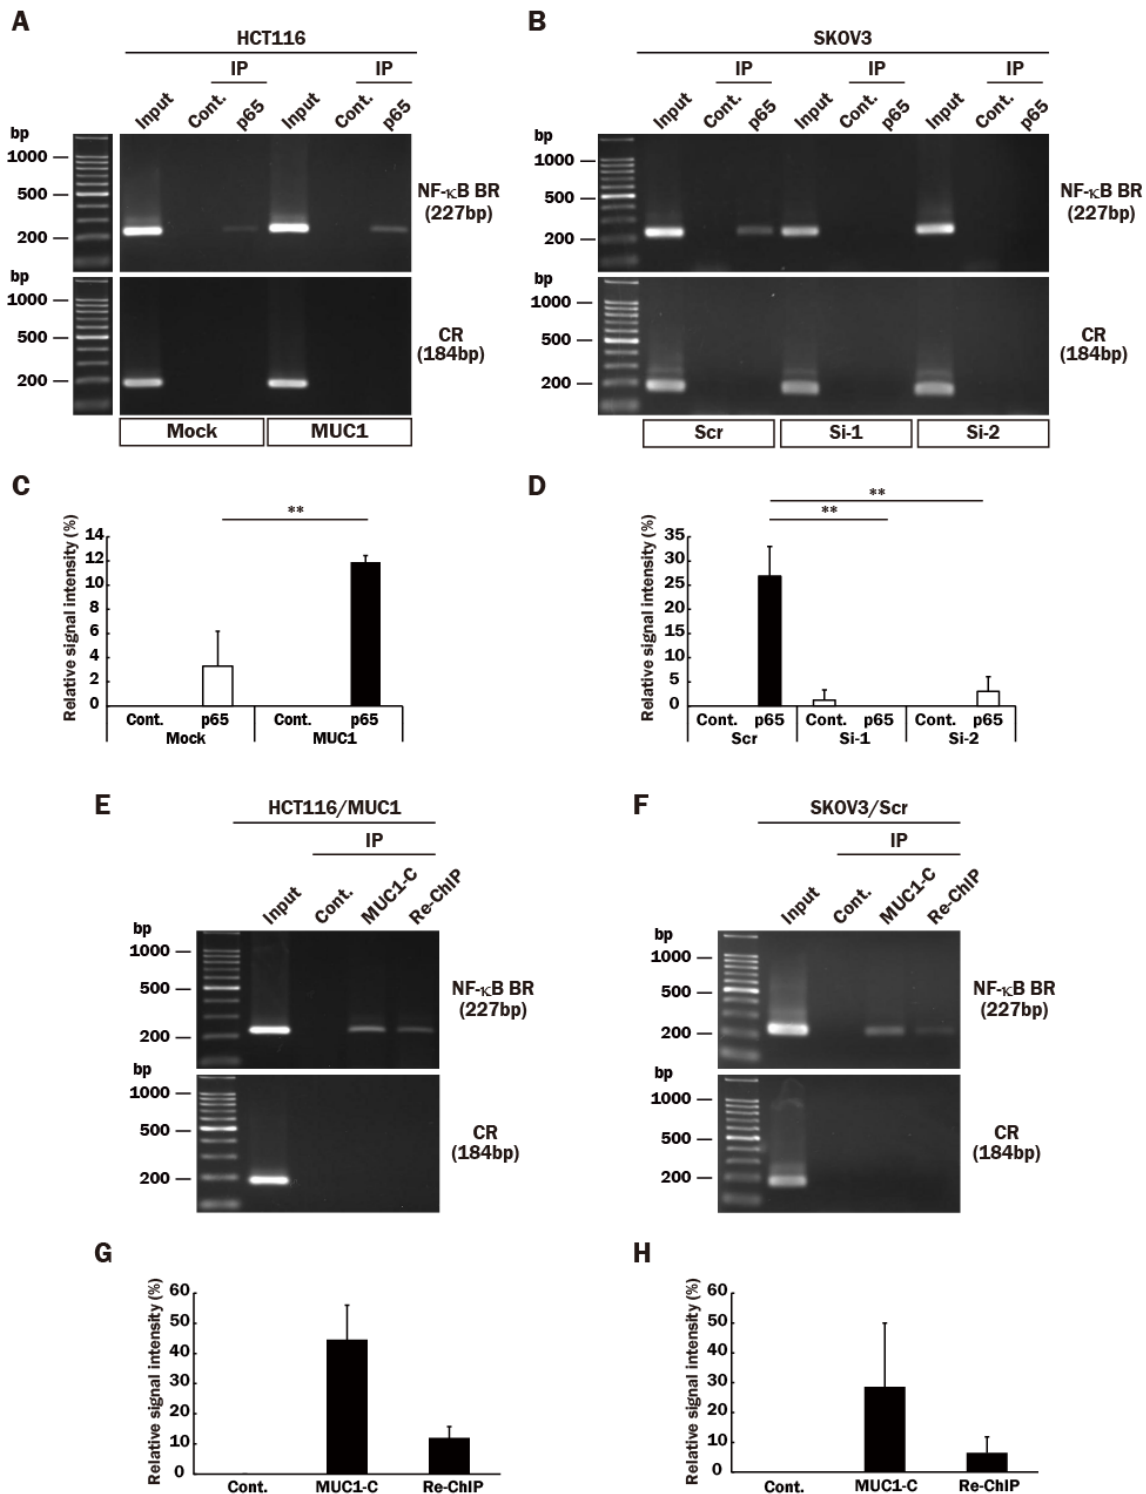 A
HCT116
IP
IP
Input
Cont.
p65
Input
Cont.
p65
bp
1000
500
200
NF-κB BR
(227bp)
bp
1000
500
200
CR
(184bp)
Mock
MUC1
B
SKOV3
IP
IP
IP
Input
Cont.
p65
Input
Cont.
p65
Input
Cont.
p65
bp
1000
500
200
NF-κB BR
(227bp)
bp
1000
500
200
CR
(184bp)
Scr
Si-1
Si-2
C
Relative signal intensity (%)
14
12
10
8
6
4
2
0
**
Cont.
p65
Cont.
p65
Mock
MUC1
D
Relative signal intensity (%)
35
30
25
20
15
10
5
0
**
**
Cont.
p65
Cont.
p65
Cont.
p65
Scr
Si-1
Si-2
E
HCT116/MUC1
IP
Input
Cont.
MUC1-C
Re-ChIP
bp
1000
500
200
NF-κB BR
(227bp)
bp
1000
500
200
CR
(184bp)
F
SKOV3/Scr
IP
Input
Cont.
MUC1-C
Re-ChIP
bp
1000
500
200
NF-κB BR
(227bp)
bp
1000
500
200
CR
(184bp)
G
Relative signal intensity (%)
60
50
40
30
20
10
0
Cont.
MUC1-C
Re-ChIP
H
Relative signal intensity (%)
60
50
40
30
20
10
0
Cont.
MUC1-C
Re-ChIP